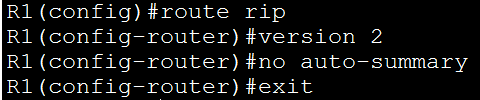 R1(config)#route rip
R1(config-router)#version 2
R1(config-router)#no auto-summary
R1(config-router)#exit